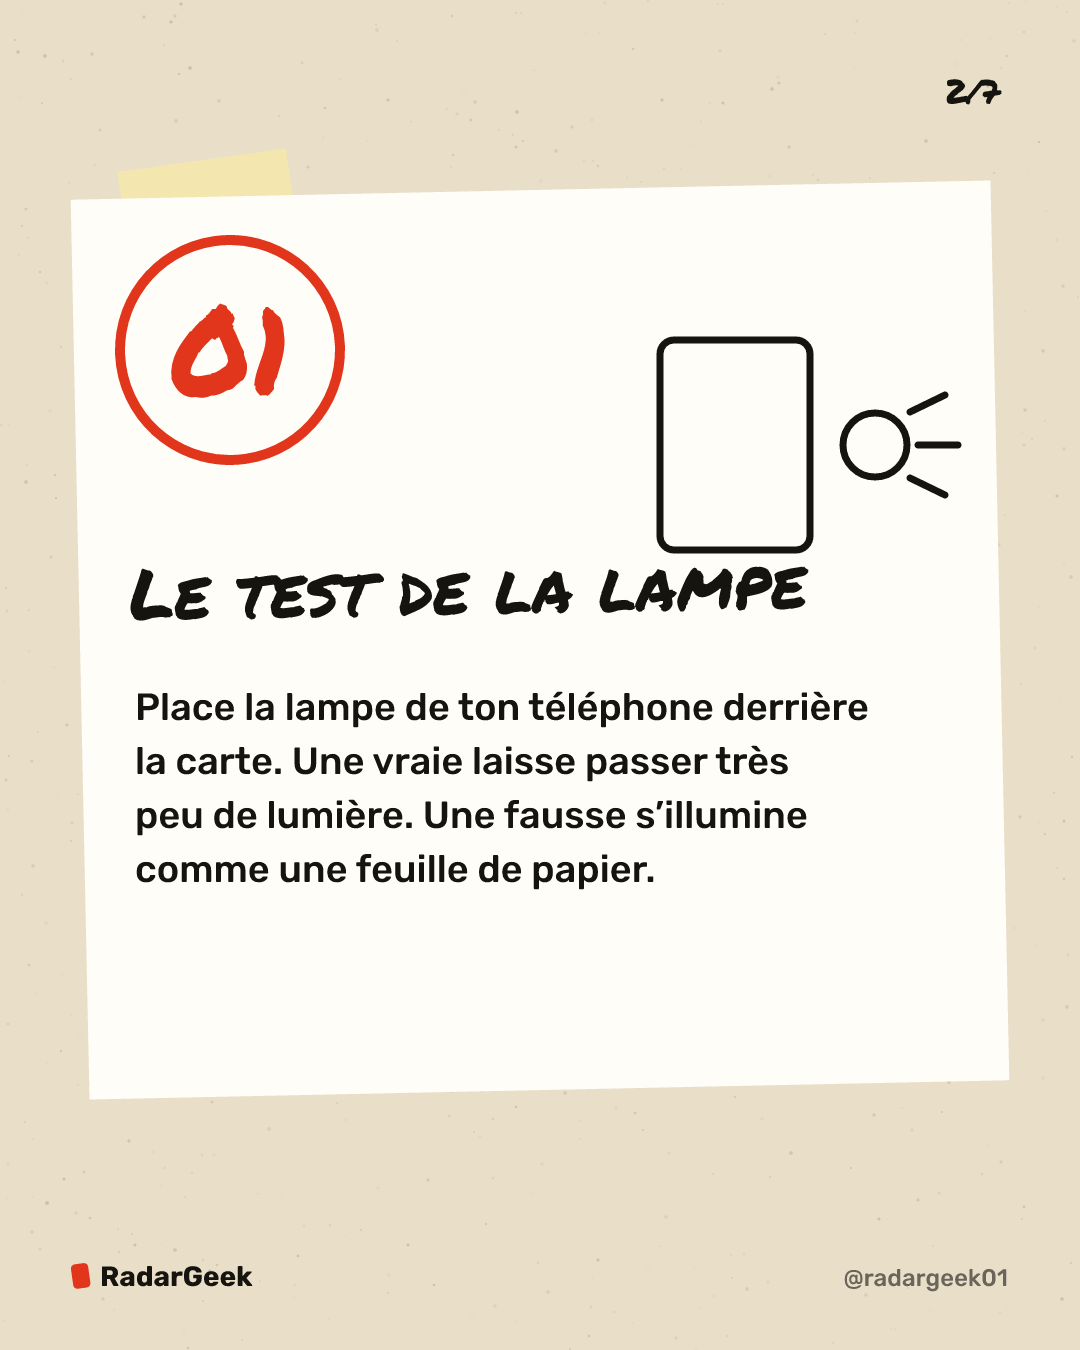 2/7
01
Le test de la lampe
Place la lampe de ton téléphone derrière
la carte. Une vraie laisse passer très
peu de lumière. Une fausse s’illumine
comme une feuille de papier.
RadarGeek
@radargeek01